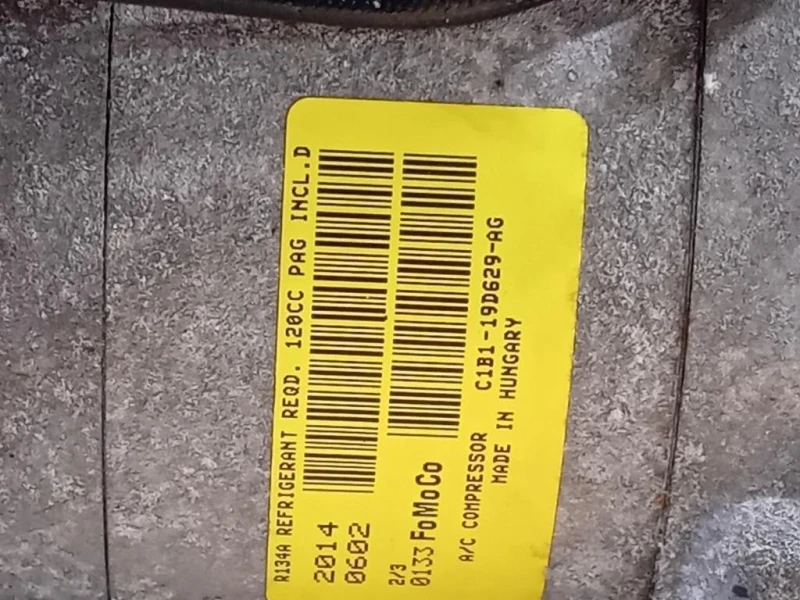 R134A REFRIGERANT REQD. 120CC PAG INCL.D
2014
0602
2/3
0133 FoMoCo
A/C COMPRESSOR C1B1-19D629-AG
MADE IN HUNGARY